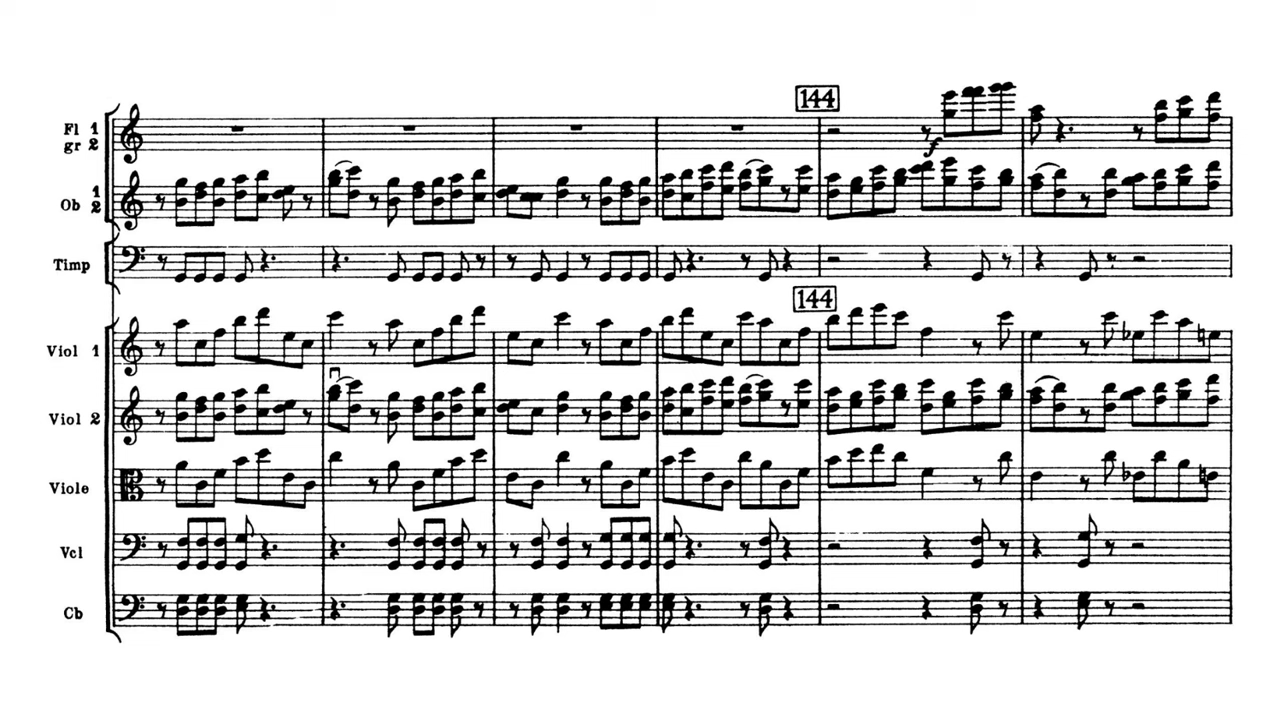 144
Fl 1
gr 2
1
Ob 2
Timp
f
144
Viol 1
Viol 2
Viole
Vcl
Cb